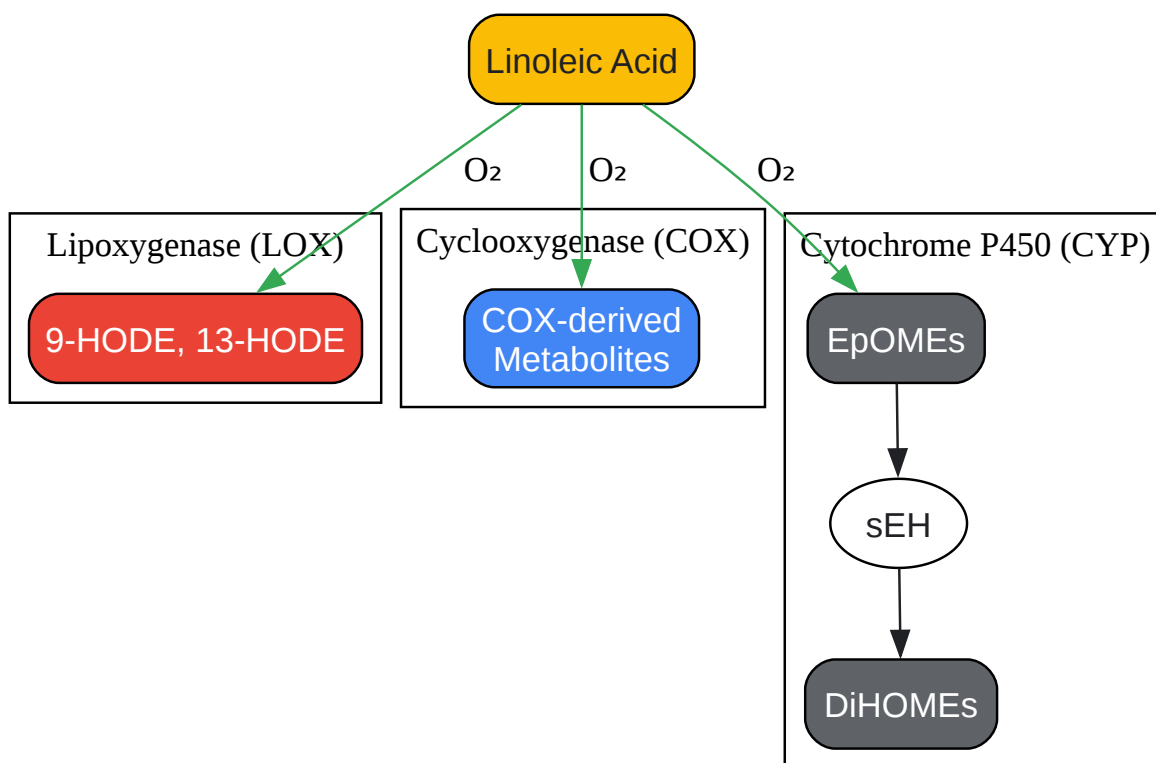 Linoleic Acid
O₂
O₂
O₂
Lipoxygenase (LOX)
Cyclooxygenase (COX)
Cytochrome P450 (CYP)
9-HODE, 13-HODE
COX-derived
Metabolites
EpOMEs
sEH
DiHOMEs